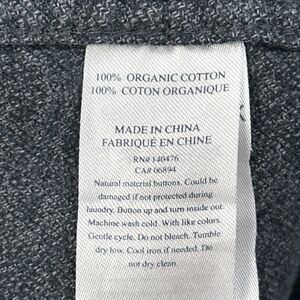 100% ORGANIC COTTON
100% COTON ORGANIQUE
MADE IN CHINA
FABRIQUÉ EN CHINE
RN# 140476
CA# 06894
Natural material buttons. Could be
damaged if not protected during
laundry. Button up and turn inside out.
Machine wash cold. With like colors.
Gentle cycle. Do not bleach. Tumble
dry low. Cool iron if needed. Do
not dry clean.